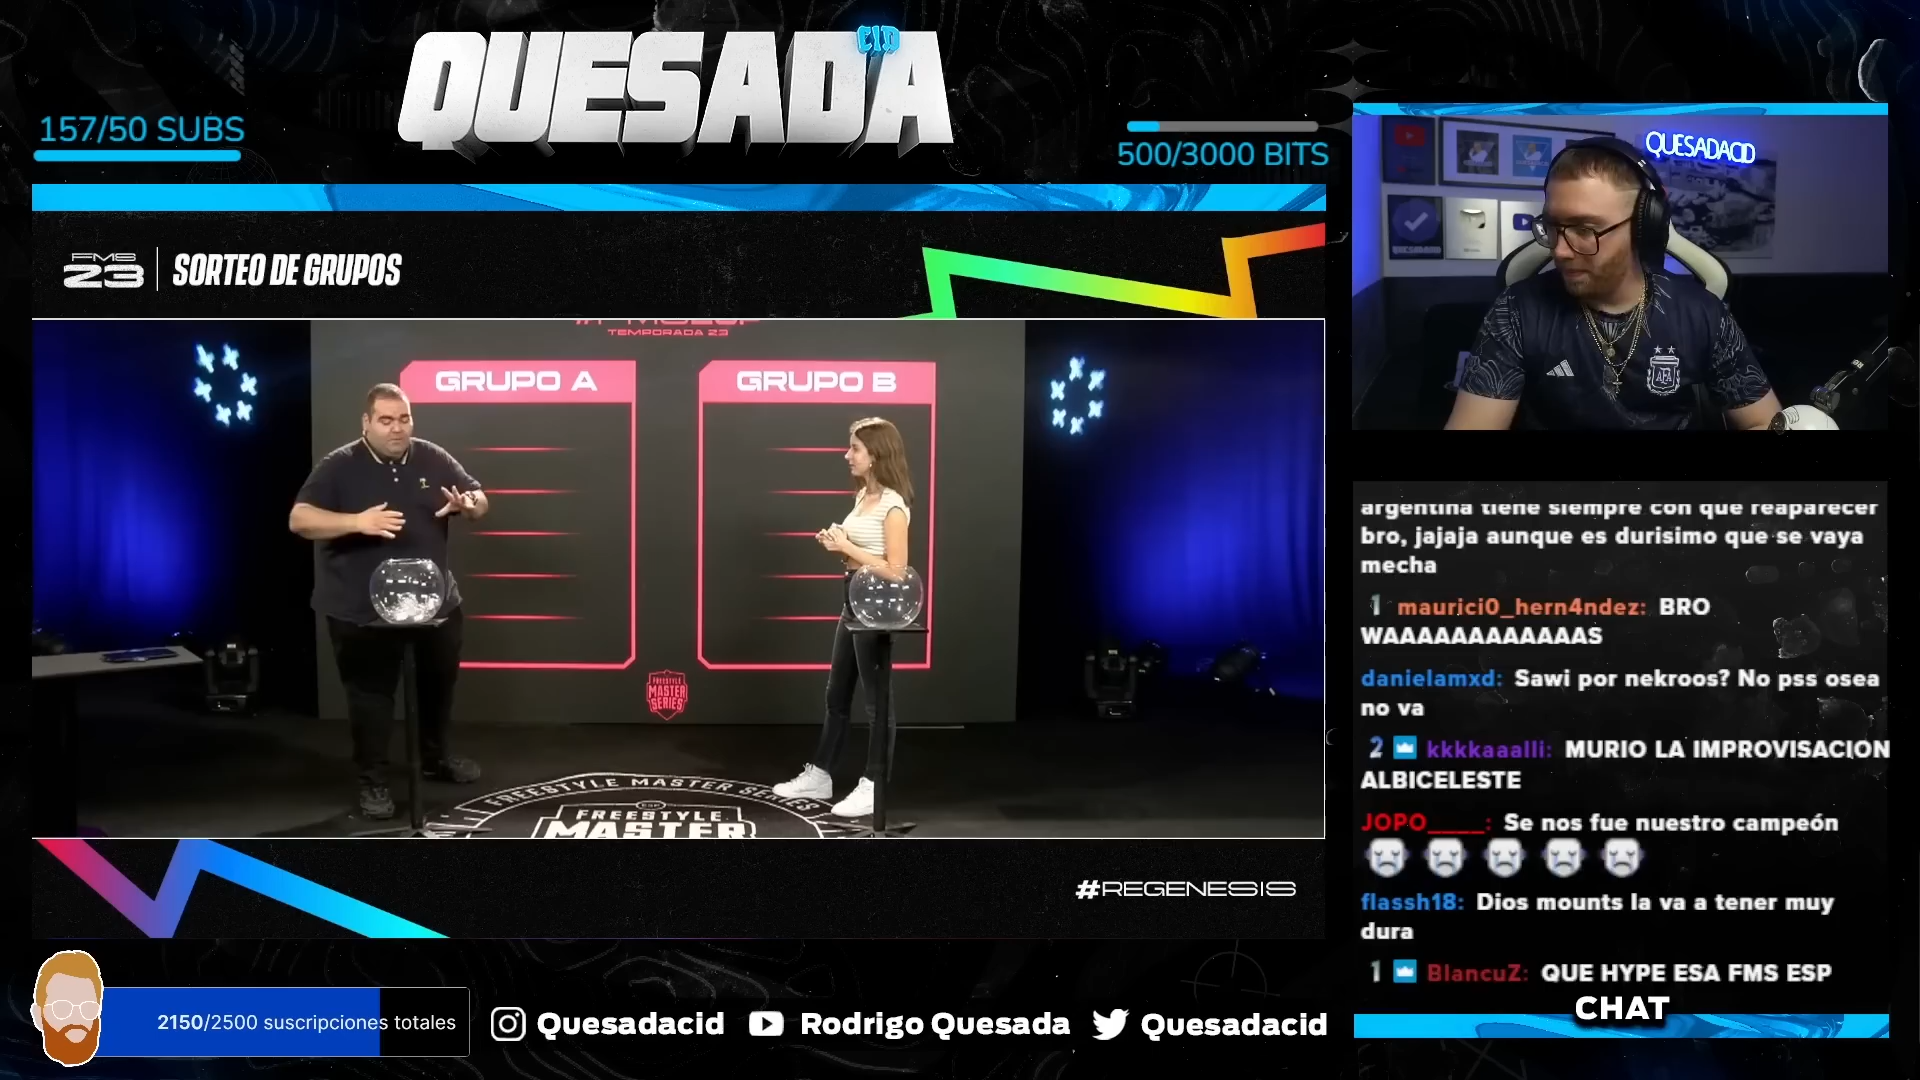 QUESADA
CID
157/50 SUBS
500/3000 BITS
QUESADACID
FMS
23
SORTEO DE GRUPOS
TEMPORADA 23
GRUPO A
GRUPO B
FREESTYLE
MASTER
SERIES
FREESTYLE MASTER SERIES
ESP
FREESTYLE
MASTER
AFA
#REGENESIS
argentina tiene siempre con que reaparecer
bro, jajaja aunque es durisimo que se vaya
mecha
1 maurici0_hern4ndez: BRO
WAAAAAAAAAAAAS
danielamxd: Sawi por nekroos? No pss osea
no va
2 kkkkaaalli: MURIO LA IMPROVISACION
ALBICELESTE
JOPO____: Se nos fue nuestro campeón
flassh18: Dios mounts la va a tener muy
dura
1 BlancuZ: QUE HYPE ESA FMS ESP
CHAT
2150/2500 suscripciones totales
Quesadacid
Rodrigo Quesada
Quesadacid